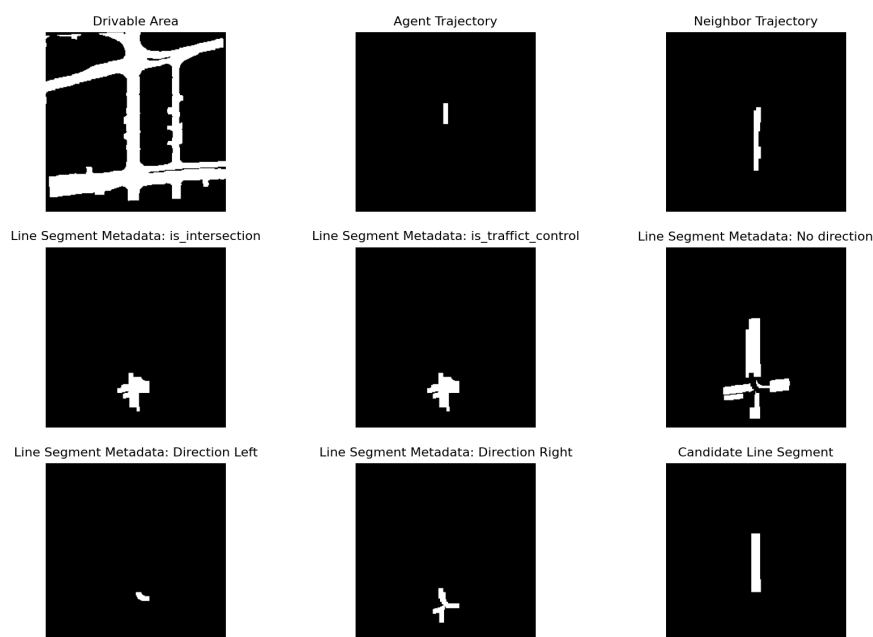 Drivable Area
Agent Trajectory
Neighbor Trajectory
Line Segment Metadata: is_intersection
Line Segment Metadata: is_traffict_control
Line Segment Metadata: No direction
Line Segment Metadata: Direction Left
Line Segment Metadata: Direction Right
Candidate Line Segment